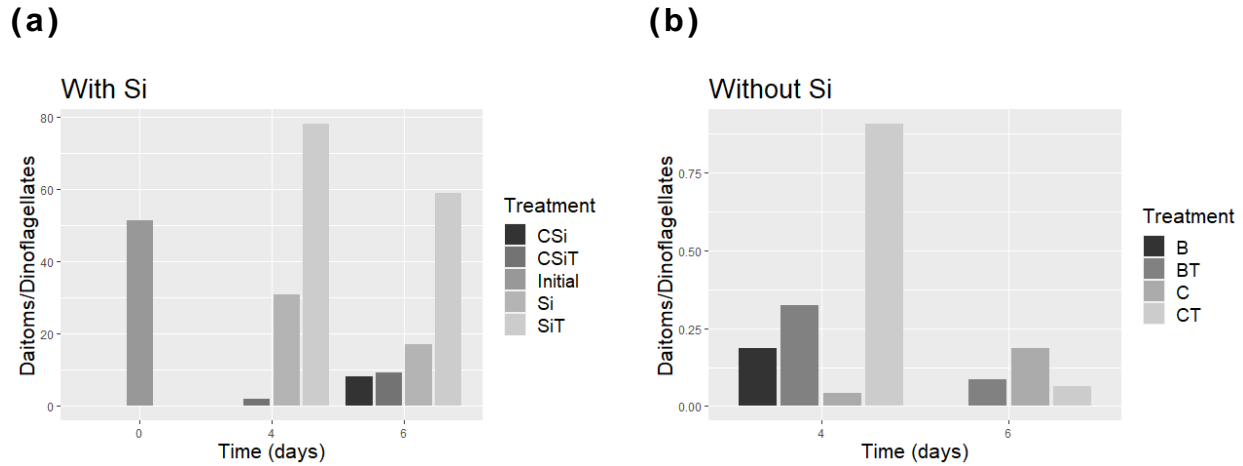 (a)
With Si
Daitoms/Dinoflagellates
80
60
40
20
0
0
4
6
Time (days)
Treatment
CSi
CSiT
Initial
Si
SiT
(b)
Without Si
Daitoms/Dinoflagellates
0.75
0.50
0.25
0.00
4
6
Time (days)
Treatment
B
BT
C
CT